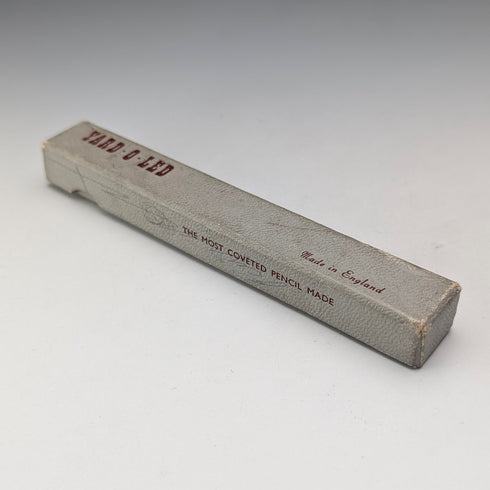 YARD-O-LED
Made in England
THE MOST COVETED PENCIL MADE